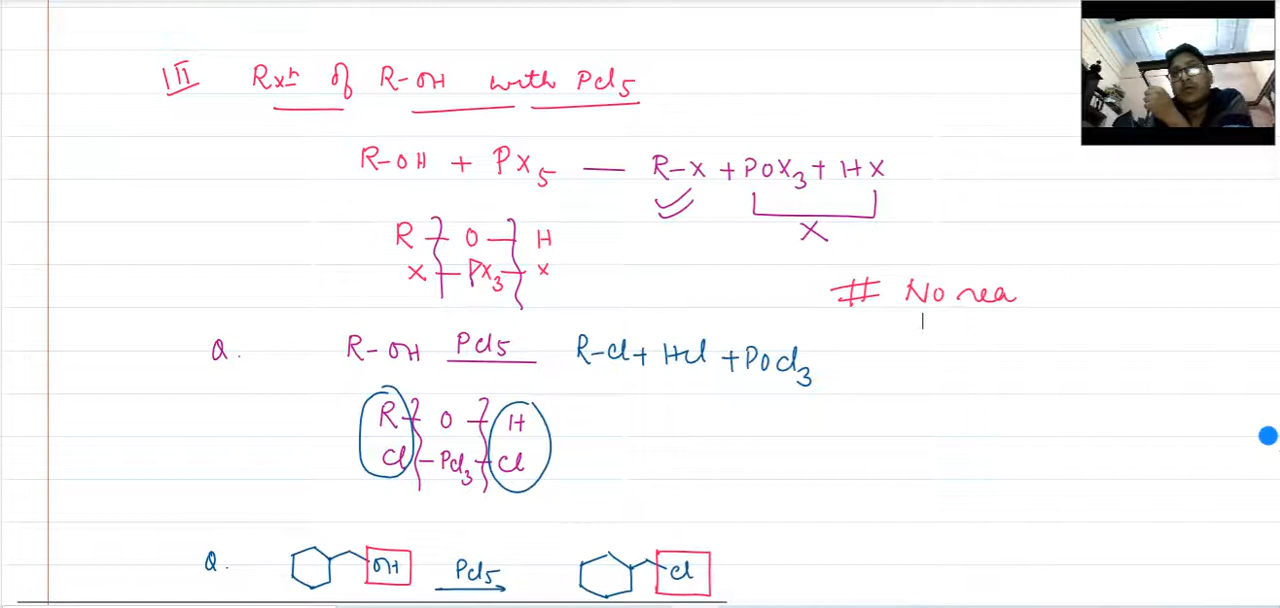 III Rxn of R-OH with PCl5
R-OH + PX5 — R-X + POX3 + HX
R O H
X
X - PX3 - X
# No rea
Q. R-OH PCl5 R-Cl + HCl + POCl3
R O H
Cl - PCl3 - Cl
Q. OH PCl5 Cl